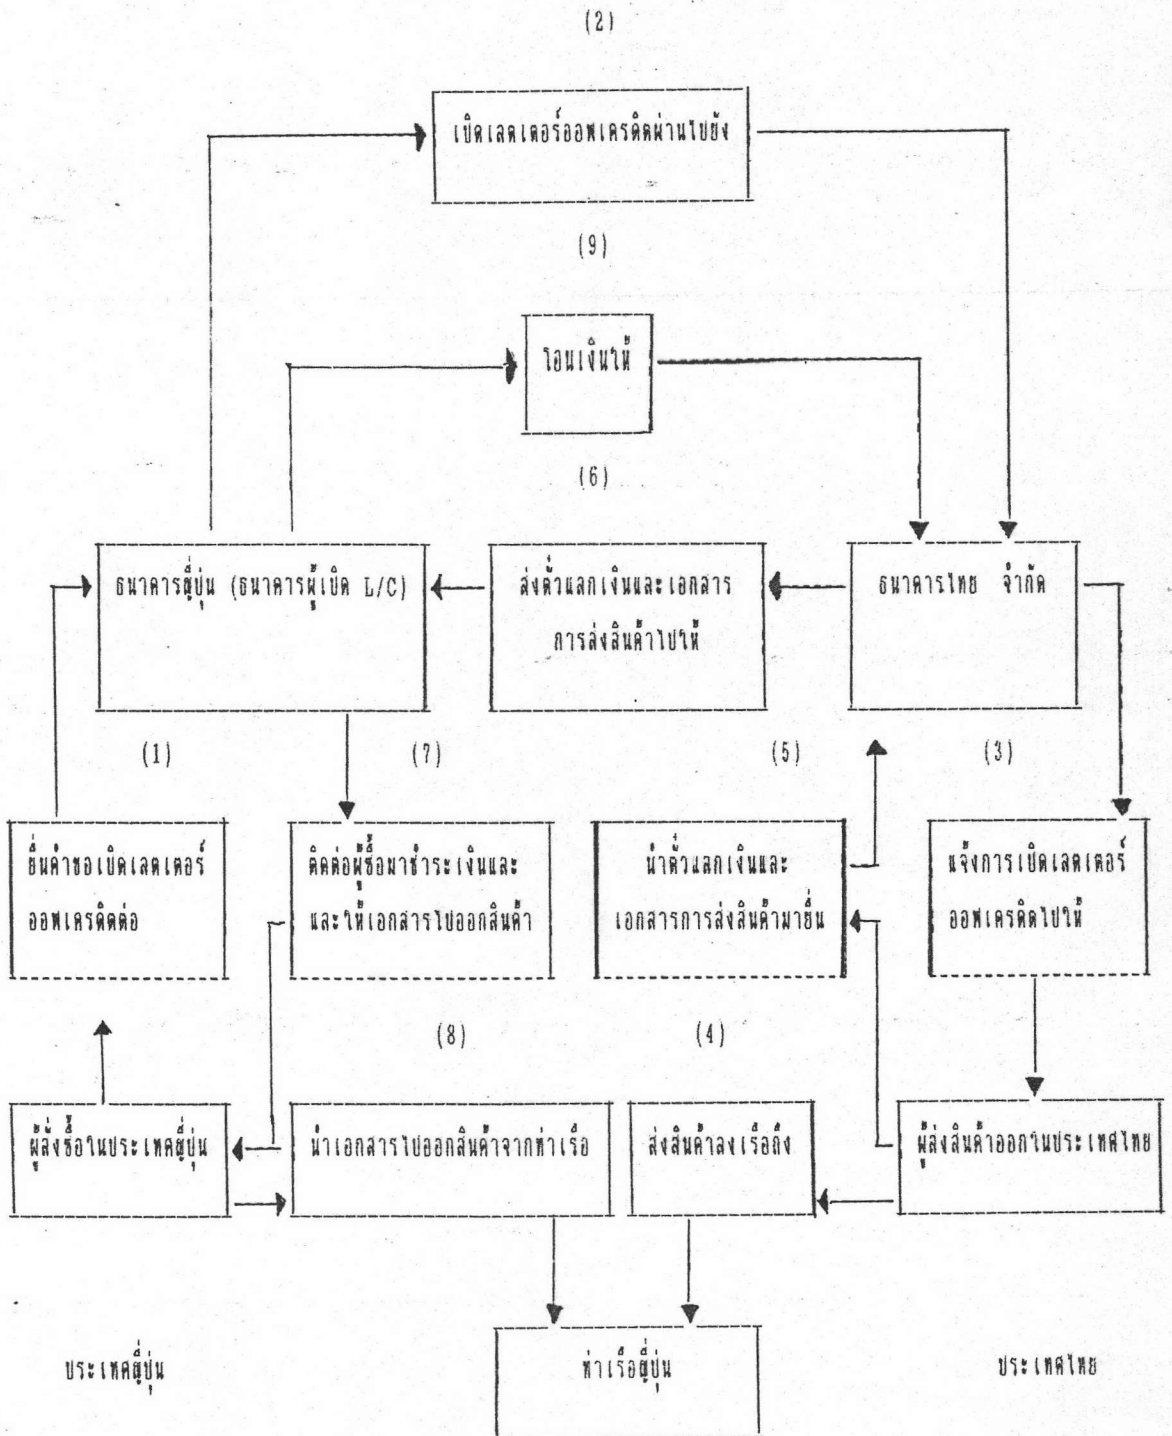 (2)
เปิดเลตเตอร์ออฟเครดิตผ่านไปยัง
(9)
โอนเงินให้
(6)
ธนาคารญี่ปุ่น (ธนาคารผู้เปิด L/C)
ส่งตั๋วแลกเงินและเอกสาร
การส่งสินค้าไปให้
ธนาคารไทย จำกัด
(1)
(7)
(5)
(3)
ยื่นคำขอเปิดเลตเตอร์
ออฟเครดิตต่อ
ติดต่อผู้ซื้อมาชำระเงินและ
และให้เอกสารไปออกสินค้า
นำตั๋วแลกเงินและ
เอกสารการส่งสินค้ามายื่น
แจ้งการเปิดเลตเตอร์
ออฟเครดิตไปให้
(8)
(4)
ผู้สั่งซื้อในประเทศญี่ปุ่น
นำเอกสารไปออกสินค้าจากท่าเรือ
ส่งสินค้าลงเรือถึง
ผู้ส่งสินค้าออกในประเทศไทย
ประเทศญี่ปุ่น
ท่าเรือญี่ปุ่น
ประเทศไทย